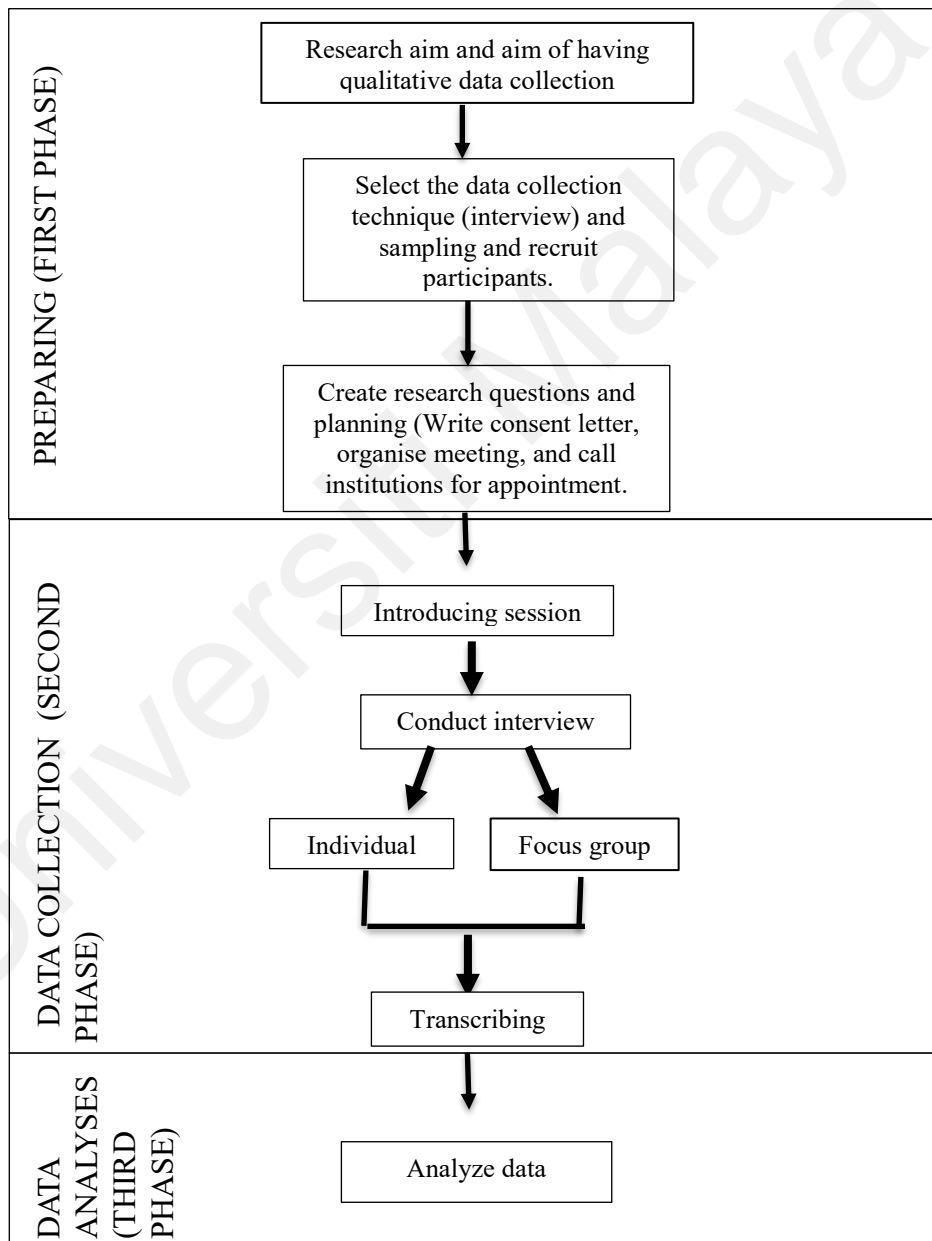 PREPARING (FIRST PHASE)
Research aim and aim of having
qualitative data collection
Select the data collection
technique (interview) and
sampling and recruit
participants.
Create research questions and
planning (Write consent letter,
organise meeting, and call
institutions for appointment.
DATA COLLECTION (SECOND
PHASE)
Introducing session
Conduct interview
Individual
Focus group
Transcribing
DATA
ANALYSES
(THIRD
PHASE)
Analyze data
Universiti Malaya